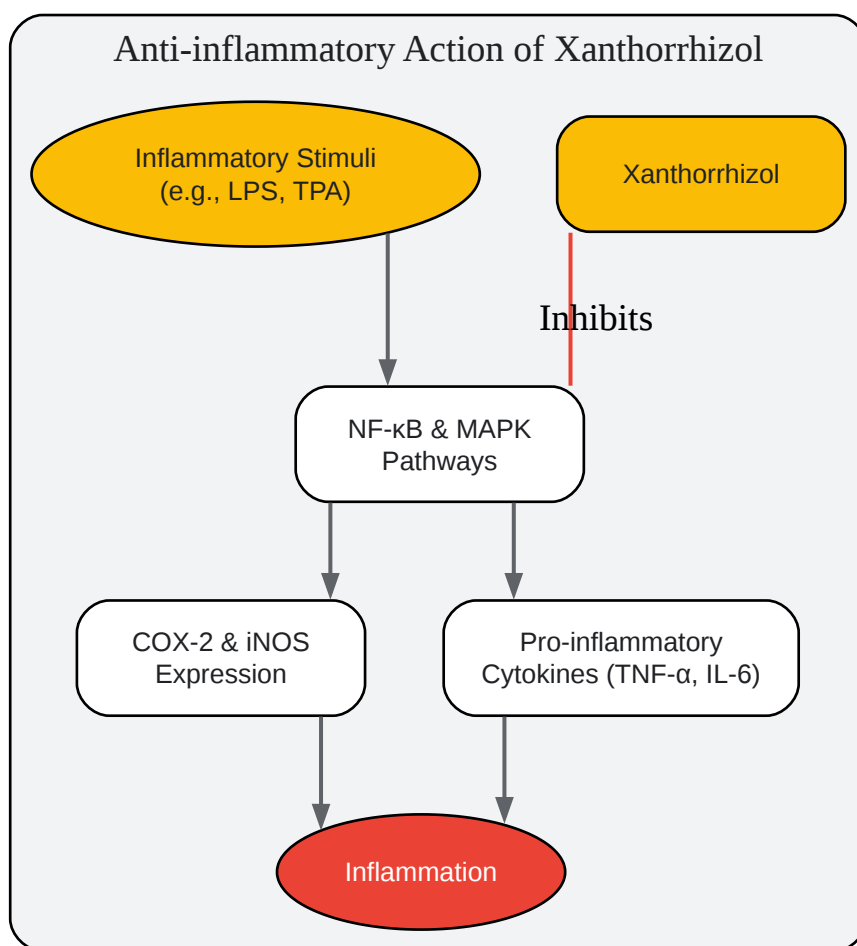 Anti-inflammatory Action of Xanthorrhizol
Inflammatory Stimuli
(e.g., LPS, TPA)
Xanthorrhizol
Inhibits
NF-κB & MAPK
Pathways
COX-2 & iNOS
Expression
Pro-inflammatory
Cytokines (TNF-α, IL-6)
Inflammation